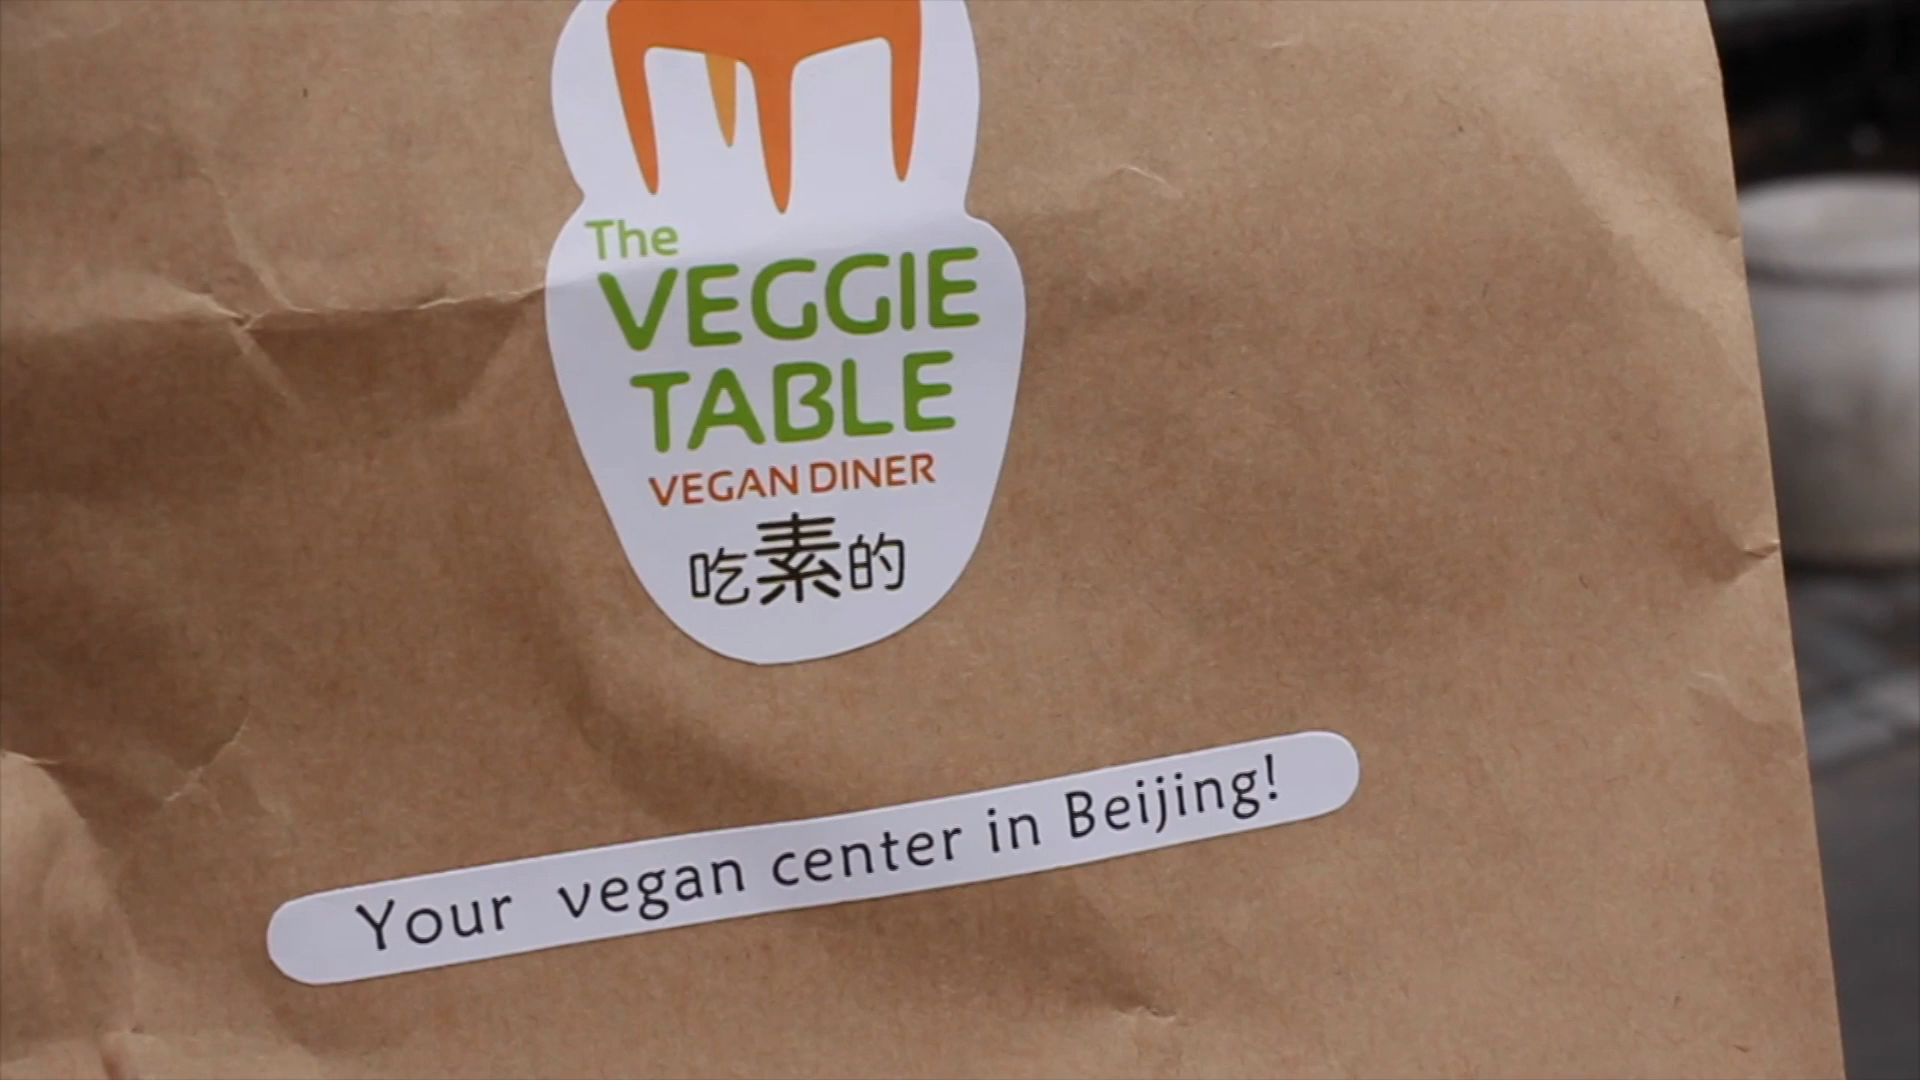 The
VEGGIE
TABLE
VEGAN DINER
吃素的
Your vegan center in Beijing!